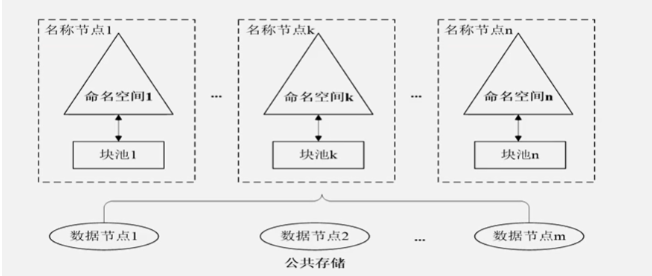 名称节点1 名称节点k 名称节点n
命名空间1 ... 命名空间k ... 命名空间n
块池1 块池k 块池n
数据节点1 数据节点2 ... 数据节点m
公共存储